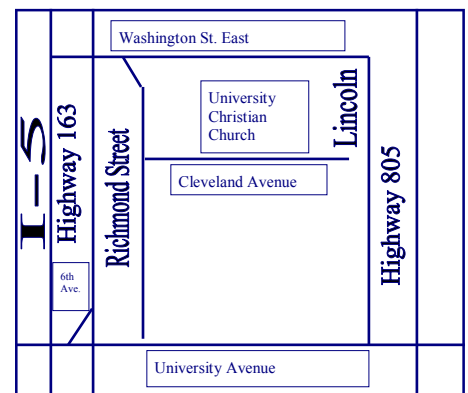 Washington St. East
I-5
Highway 163
Richmond Street
University
Christian
Church
Lincoln
Cleveland Avenue
Highway 805
6th
Ave.
University Avenue